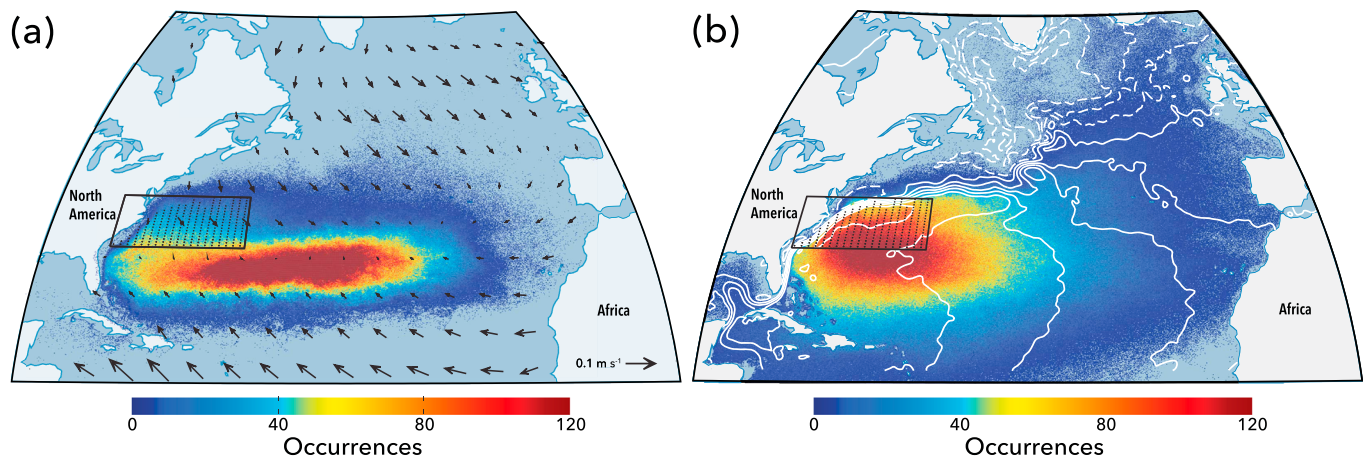 (a)
North
America
Africa
0.1 m s⁻¹
0
40
80
120
Occurrences
(b)
North
America
Africa
0
40
80
120
Occurrences